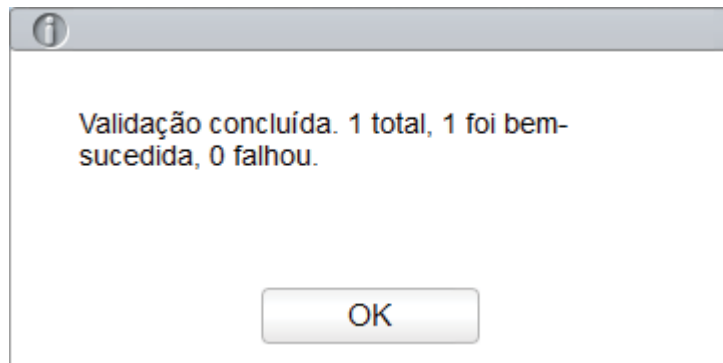 Validação concluída. 1 total, 1 foi bem-
sucedida, 0 falhou.
OK